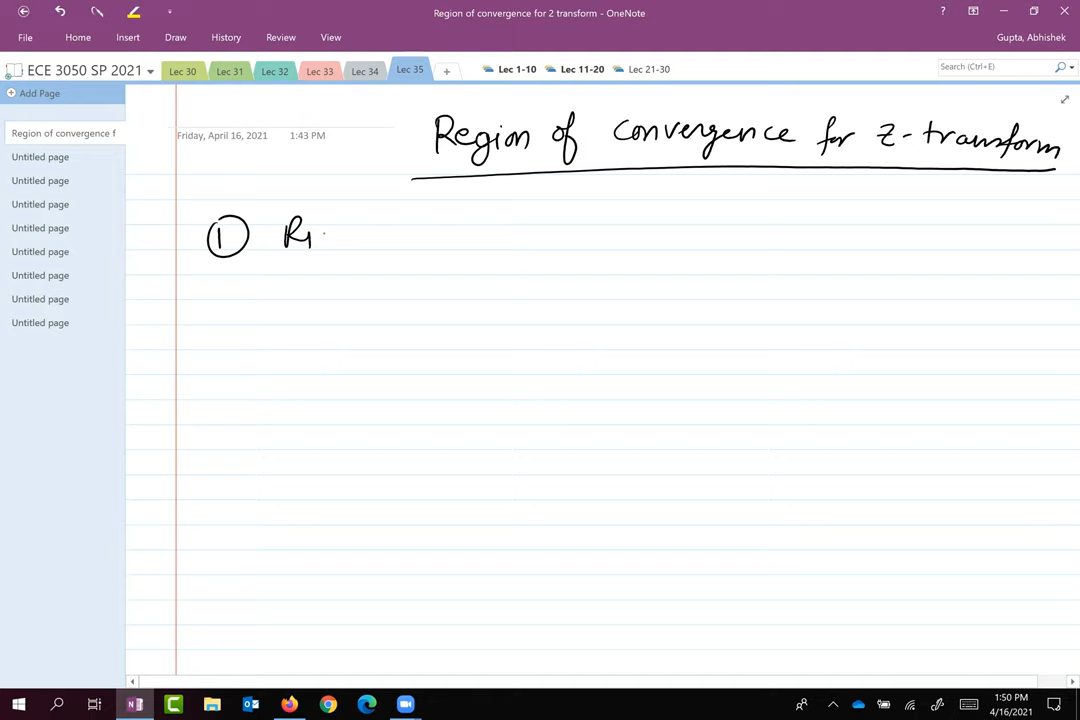 Region of convergence for 2 transform - OneNote
Gupta, Abhishek
File Home Insert Draw History Review View
ECE 3050 SP 2021
Lec 30 Lec 31 Lec 32 Lec 33 Lec 34 Lec 35 Lec 1-10 Lec 11-20 Lec 21-30
Search (Ctrl+E)
Add Page
Region of convergence f
Untitled page
Untitled page
Untitled page
Untitled page
Untitled page
Untitled page
Untitled page
Untitled page
Friday, April 16, 2021 1:43 PM
Region of convergence for z-transform
1
1:50 PM
4/16/2021